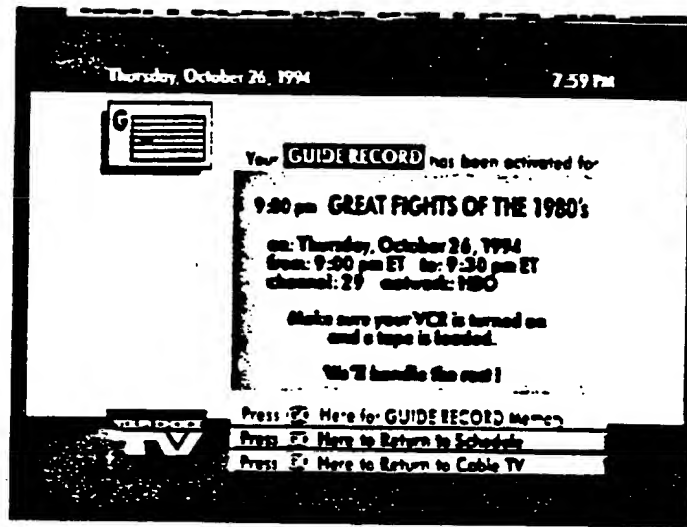 Thursday, October 26, 1994
7:59 PM
G
Your GUIDE RECORD has been activated for
9:00 pm GREAT FIGHTS OF THE 1980's
on: Thursday, October 26, 1994
from: 9:00 pm ET to: 9:30 pm ET
channel: 29 network: HBO
Make sure your VCR is turned on
and a tape is loaded.
We'll handle the rest!
Press Here for GUIDE RECORD Memory
Press Here to Return to Schedule
Press Here to Return to Cable TV
TV